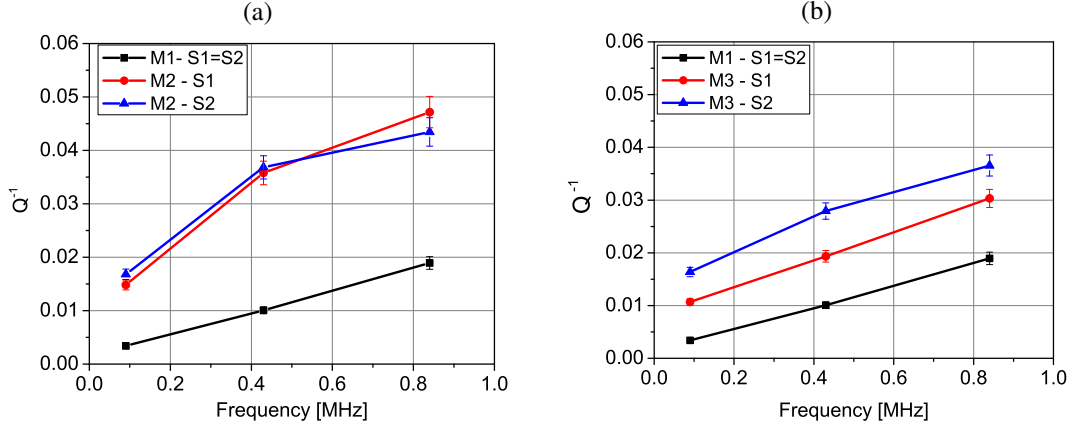 (a)
0.06
0.05
0.04
0.03
0.02
0.01
0.00
Q⁻¹
M1- S1=S2
M2 - S1
M2 - S2
0.0 0.2 0.4 0.6 0.8 1.0
Frequency [MHz]
(b)
0.06
0.05
0.04
0.03
0.02
0.01
0.00
Q⁻¹
M1 - S1=S2
M3 - S1
M3 - S2
0.0 0.2 0.4 0.6 0.8 1.0
Frequency [MHz]